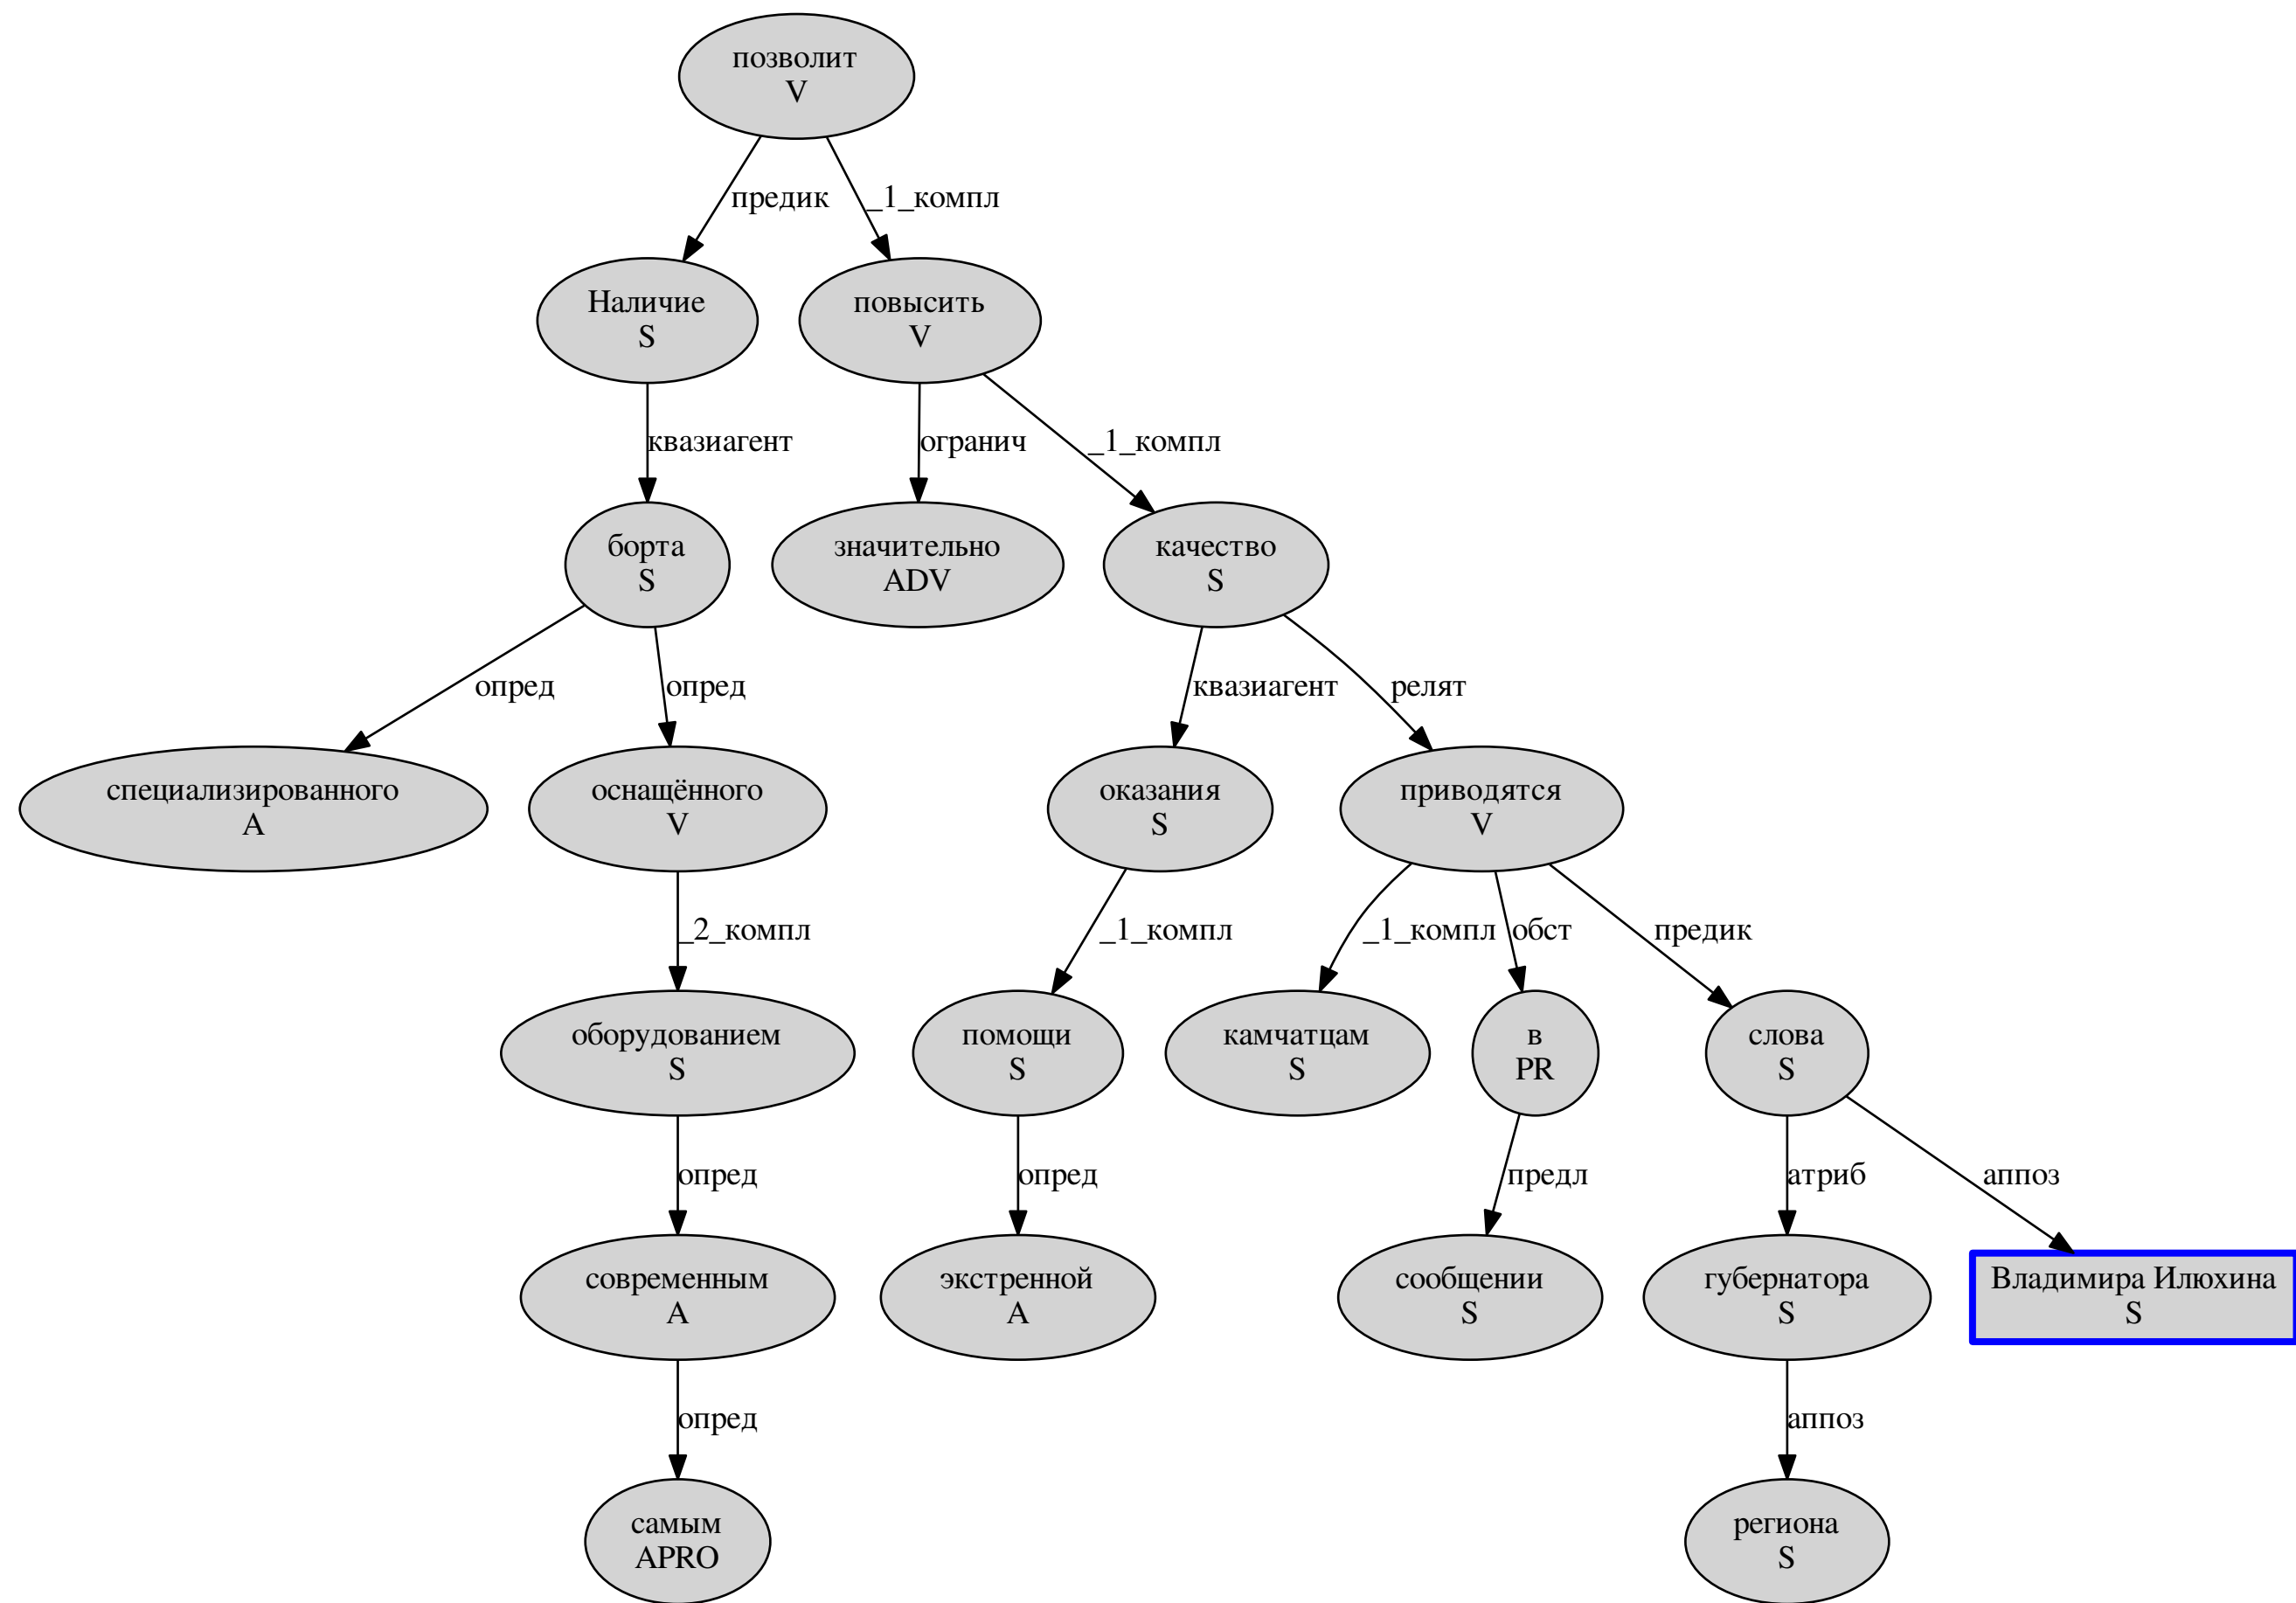 позволит
V
предик
_1_компл
Наличие
S
повысить
V
квазиагент
огранич
_1_компл
борта
S
значительно
ADV
качество
S
опред
опред
квазиагент
релят
специализированного
A
оснащённого
V
оказания
S
приводятся
V
_2_компл
_1_компл
_1_компл
обст
предик
оборудованием
S
помощи
S
камчатцам
S
в
PR
слова
S
опред
опред
предл
атриб
аппоз
современным
A
экстренной
A
сообщении
S
губернатора
S
Владимира Илюхина
S
опред
аппоз
самым
APRO
региона
S